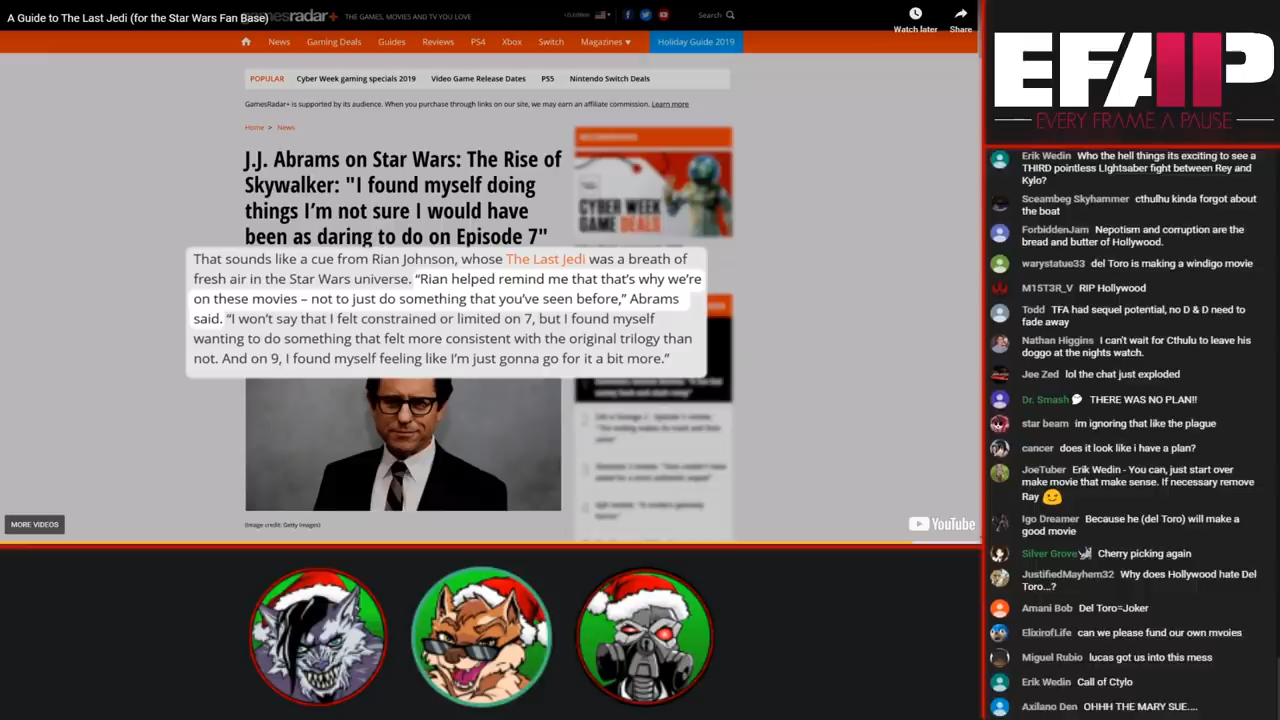 A Guide to The Last Jedi (for the Star Wars Fan Base)
gamesradar+
THE GAMES, MOVIES AND TV YOU LOVE
Search
Watch later
Share
News
Gaming Deals
Guides
Reviews
PS4
Xbox
Switch
Magazines
Holiday Guide 2019
POPULAR
Cyber Week gaming specials 2019
Video Game Release Dates
PS5
Nintendo Switch Deals
GamesRadar+ is supported by its audience. When you purchase through links on our site, we may earn an affiliate commission. Learn more
Home > News
J.J. Abrams on Star Wars: The Rise of
Skywalker: "I found myself doing
things I’m not sure I would have
been as daring to do on Episode 7"
CYBER WEEK
GAME DEALS
That sounds like a cue from Rian Johnson, whose The Last Jedi was a breath of
fresh air in the Star Wars universe. “Rian helped remind me that that’s why we’re
on these movies – not to just do something that you’ve seen before,” Abrams
said. “I won’t say that I felt constrained or limited on 7, but I found myself
wanting to do something that felt more consistent with the original trilogy than
not. And on 9, I found myself feeling like I’m just gonna go for it a bit more.”
(Image credit: Getty Images)
MORE VIDEOS
YouTube
EFAP
EVERY FRAME A PAUSE
Erik Wedin Who the hell things its exciting to see a
THIRD pointless Lightsaber fight between Rey and
Kylo?
Sceambeg Skyhammer cthulhu kinda forgot about
the boat
ForbiddenJam Nepotism and corruption are the
bread and butter of Hollywood.
warystatue33 del Toro is making a windigo movie
M15T3R_V RIP Hollywood
Todd TFA had sequel potential, no D & D need to
fade away
Nathan Higgins I can't wait for Cthulu to leave his
doggo at the nights watch.
Jee Zed lol the chat just exploded
Dr. Smash THERE WAS NO PLAN!!
star beam im ignoring that like the plague
cancer does it look like i have a plan?
JoeTuber Erik Wedin - You can, just start over
make movie that make sense. If necessary remove
Ray
Igo Dreamer Because he (del Toro) will make a
good movie
Silver Grove Cherry picking again
JustifiedMayhem32 Why does Hollywood hate Del
Toro...?
Amani Bob Del Toro=Joker
ElixirofLife can we please fund our own mvoies
Miguel Rubio lucas got us into this mess
Erik Wedin Call of Ctylo
Axilano Den OHHH THE MARY SUE....